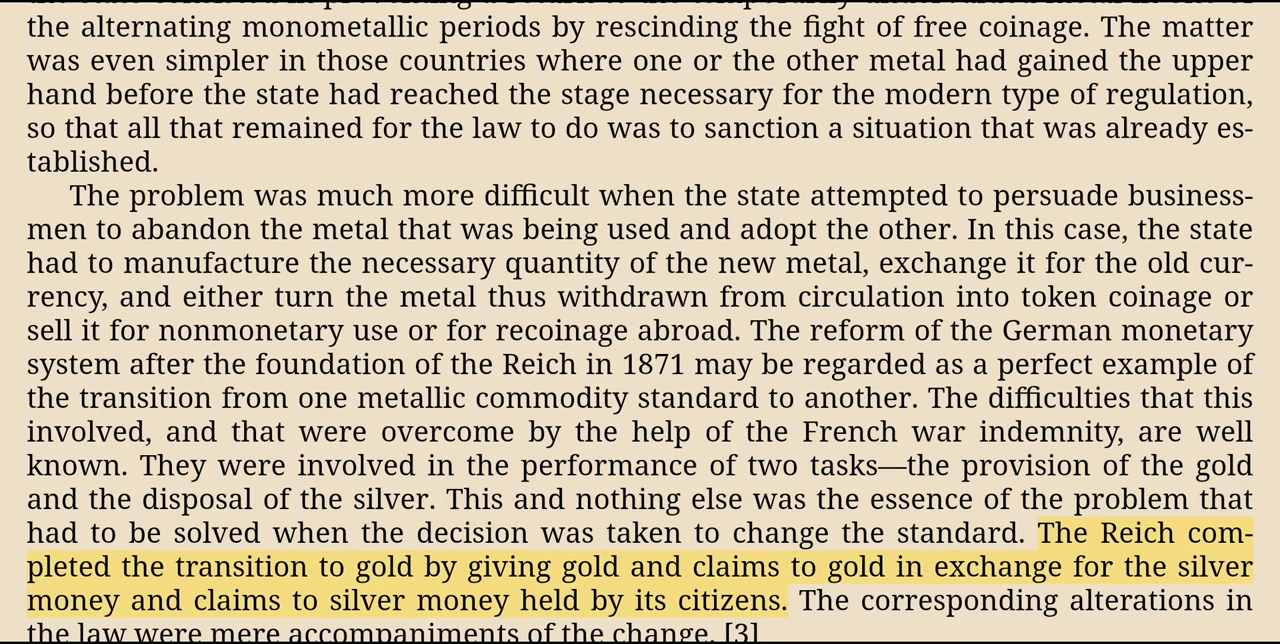 the alternating monometallic periods by rescinding the fight of free coinage. The matter
was even simpler in those countries where one or the other metal had gained the upper
hand before the state had reached the stage necessary for the modern type of regulation,
so that all that remained for the law to do was to sanction a situation that was already es-
tablished.
The problem was much more difficult when the state attempted to persuade business-
men to abandon the metal that was being used and adopt the other. In this case, the state
had to manufacture the necessary quantity of the new metal, exchange it for the old cur-
rency, and either turn the metal thus withdrawn from circulation into token coinage or
sell it for nonmonetary use or for recoinage abroad. The reform of the German monetary
system after the foundation of the Reich in 1871 may be regarded as a perfect example of
the transition from one metallic commodity standard to another. The difficulties that this
involved, and that were overcome by the help of the French war indemnity, are well
known. They were involved in the performance of two tasks—the provision of the gold
and the disposal of the silver. This and nothing else was the essence of the problem that
had to be solved when the decision was taken to change the standard. The Reich com-
pleted the transition to gold by giving gold and claims to gold in exchange for the silver
money and claims to silver money held by its citizens. The corresponding alterations in
the law were mere accompaniments of the change. [3]